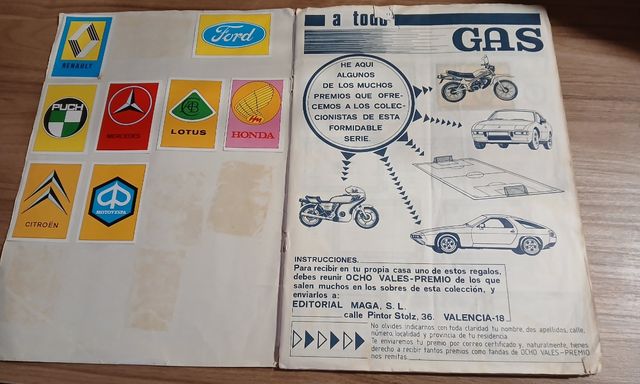 RENAULT
Ford
PUCH
MERCEDES
LOTUS
HONDA
CITROËN
MOTOVESPA
a todo
GAS
HE AQUI
ALGUNOS
DE LOS MUCHOS
PREMIOS QUE OFRE-
CEMOS A LOS COLEC-
CIONISTAS DE ESTA
FORMIDABLE
SERIE.
INSTRUCCIONES.
Para recibir en tu propia casa uno de estos regalos,
debes reunir OCHO VALES-PREMIO de los que
salen muchos en los sobres de esta colección, y
enviarlos a:
EDITORIAL MAGA, S. L.
calle Pintor Stolz, 36. VALENCIA-18
No olvides indicarnos con toda claridad tu nombre, dos apellidos, calle,
número, localidad y provincia de tu residencia
Te enviaremos tu premio por correo certificado y, naturalmente, tienes
derecho a recibir tantos premios como tandas de OCHO VALES-PREMIO
nos remitas